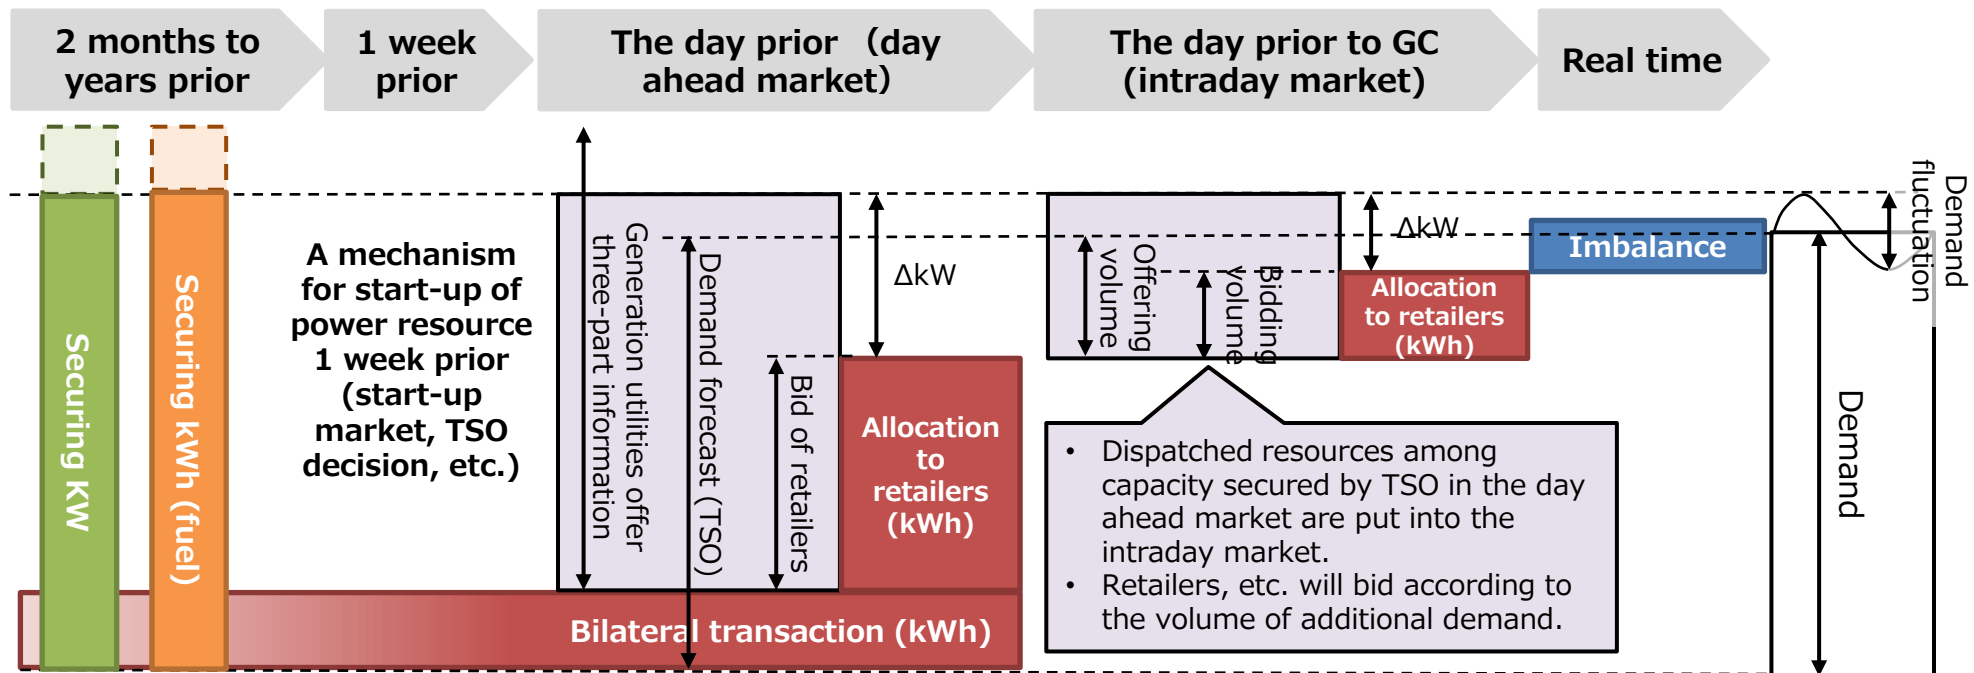 2 months to
years prior
1 week
prior
The day prior （day
ahead market）
The day prior to GC
(intraday market)
Real time
Securing KW
Securing kWh (fuel)
A mechanism
for start-up of
power resource
1 week prior
(start-up
market, TSO
decision, etc.)
Generation utilities offer
three-part information
Demand forecast (TSO)
Bid of retailers
ΔkW
Allocation
to
retailers
(kWh)
Bilateral transaction (kWh)
Offering
volume
Bidding
volume
ΔkW
Allocation
to retailers
(kWh)
Imbalance
• Dispatched resources among
capacity secured by TSO in the day
ahead market are put into the
intraday market.
• Retailers, etc. will bid according to
the volume of additional demand.
Demand
Demand
fluctuation